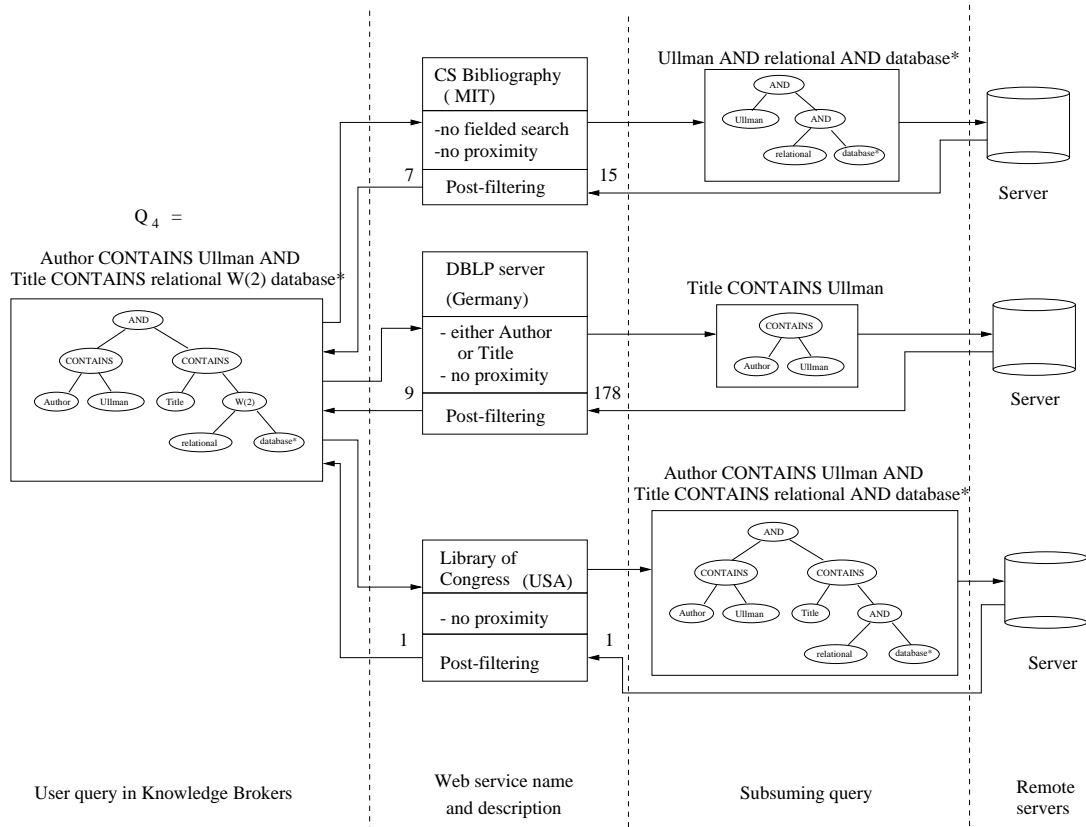 Q 4 =
Author CONTAINS Ullman AND
Title CONTAINS relational W(2) database*
AND
CONTAINS CONTAINS
Author Ullman Title W(2)
relational database*
CS Bibliography
( MIT)
-no fielded search
-no proximity
7 15
Post-filtering
Ullman AND relational AND database*
AND
Ullman AND
relational database*
Server
DBLP server
(Germany)
- either Author
or Title
- no proximity
9 178
Post-filtering
Title CONTAINS Ullman
CONTAINS
Author Ullman
Server
Library of
Congress (USA)
- no proximity
1 1
Post-filtering
Author CONTAINS Ullman AND
Title CONTAINS relational AND database*
AND
CONTAINS CONTAINS
Author Ullman Title AND
relational database*
Server
User query in Knowledge Brokers
Web service name
and description
Subsuming query
Remote
servers